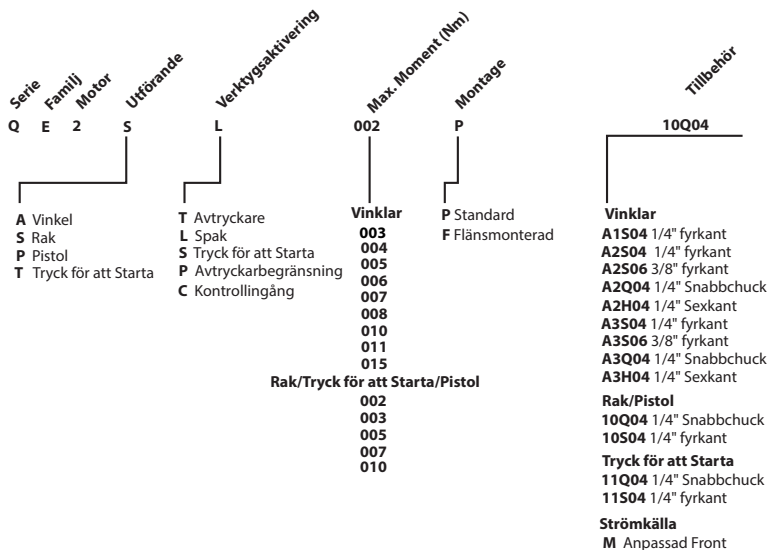 Serie
Familj
Motor
Utförande
Verktygsaktivering
Max. Moment (Nm)
Montage
Tillbehör
Q E 2 S L 002 P 10Q04
A Vinkel
S Rak
P Pistol
T Tryck för att Starta
T Avtryckare
L Spak
S Tryck för att Starta
P Avtryckarbegränsning
C Kontrollingång
Vinklar
003
004
005
006
007
008
010
011
015
Rak/Tryck för att Starta/Pistol
002
003
005
007
010
P Standard
F Flänsmonterad
Vinklar
A1S04 1/4" fyrkant
A2S04 1/4" fyrkant
A2S06 3/8" fyrkant
A2Q04 1/4" Snabbchuck
A2H04 1/4" Sexkant
A3S04 1/4" fyrkant
A3S06 3/8" fyrkant
A3Q04 1/4" Snabbchuck
A3H04 1/4" Sexkant
Rak/Pistol
10Q04 1/4" Snabbchuck
10S04 1/4" fyrkant
Tryck för att Starta
11Q04 1/4" Snabbchuck
11S04 1/4" fyrkant
Strömkälla
M Anpassad Front